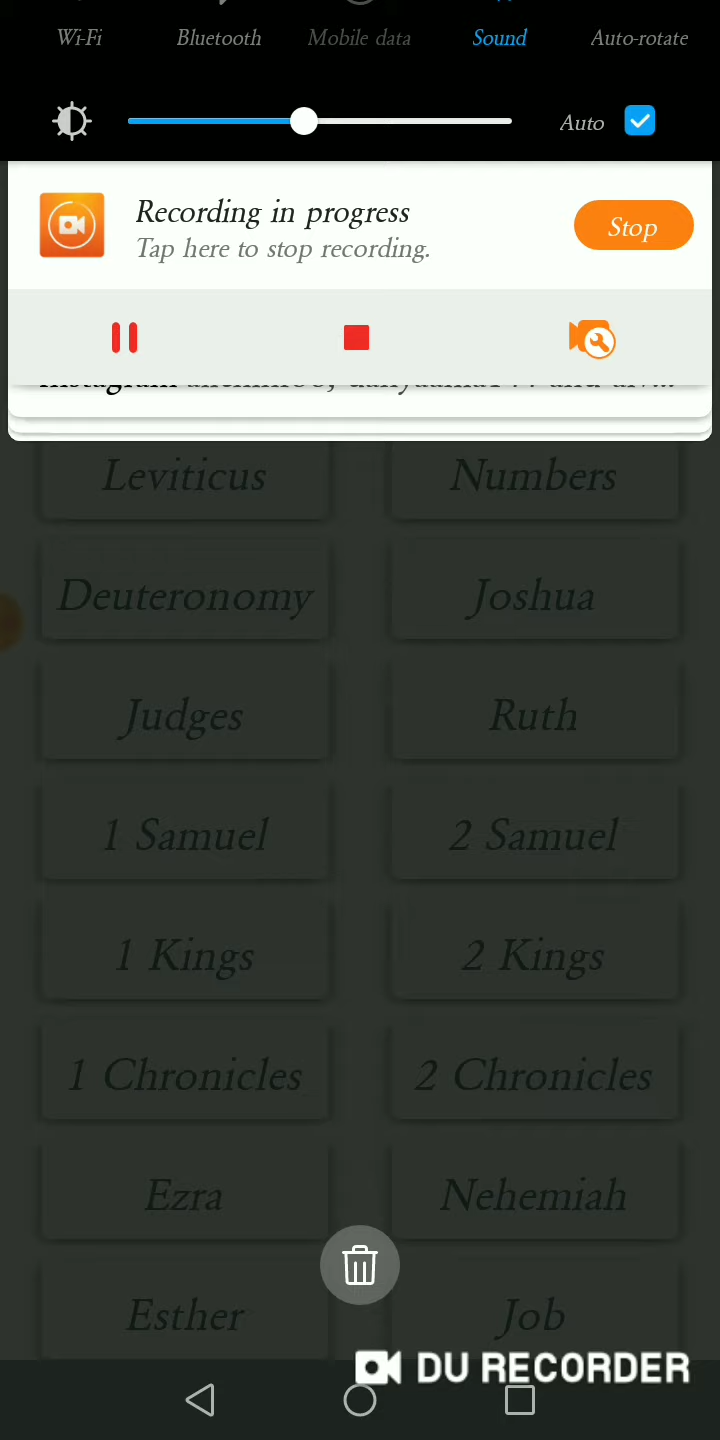 Wi-Fi Bluetooth Mobile data Sound Auto-rotate
Auto
Recording in progress
Tap here to stop recording.
Stop
Instagram
Leviticus Numbers
Deuteronomy Joshua
Judges Ruth
1 Samuel 2 Samuel
1 Kings 2 Kings
1 Chronicles 2 Chronicles
Ezra Nehemiah
Esther Job
DU RECORDER